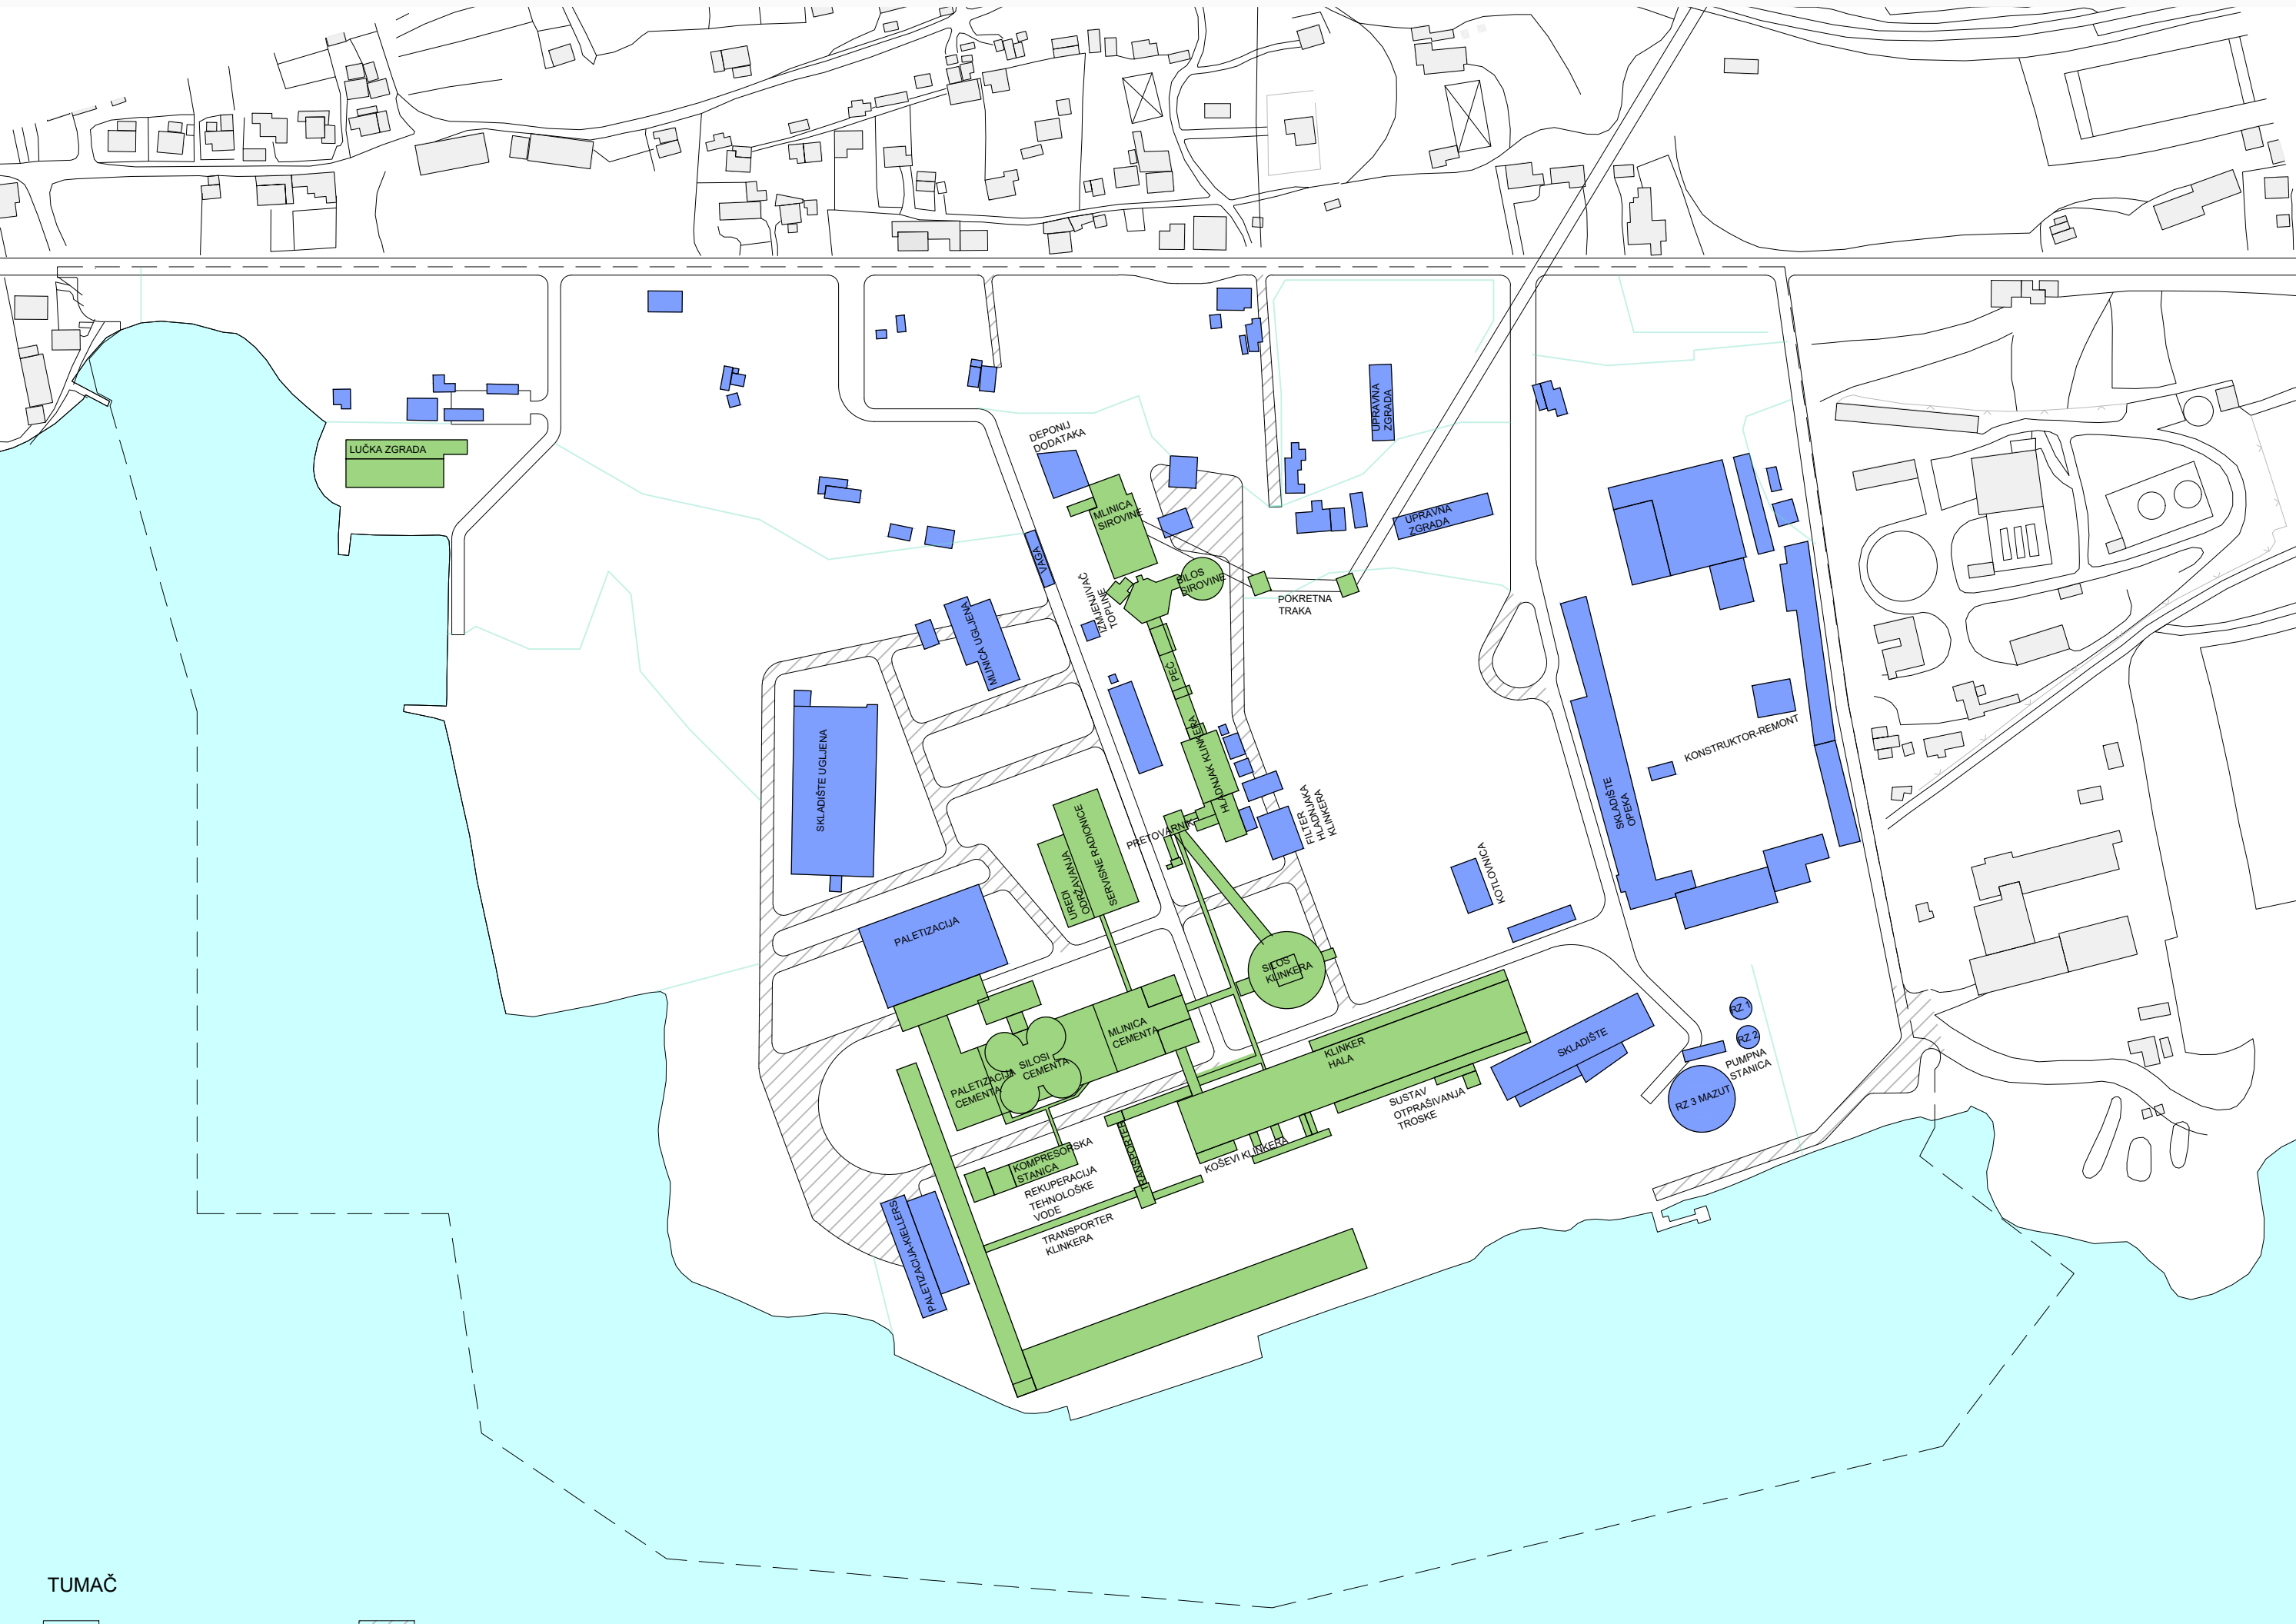 LUČKA ZGRADA
DEPONIJ
DODATAKA
UPRAVNA
ZGRADA
MLINICA
SIROVINE
UPRAVNA
ZGRADA
VAGA
IZMJENJIVAČ
TOPLINE
SILOS
SIROVINE
POKRETNA
TRAKA
MLINICA UGLJENA
PEĆ
SKLADIŠTE UGLJENA
HLADNJAK KLINKERA
KONSTRUKTOR-REMONT
SKLADIŠTE
OPEKA
PRETOVARNIK
FILTER
HLADNJAKA
KLINKERA
UREDI
ODRŽAVANJA
SERVISNE RADIONICE
KOTLOVNICA
PALETIZACIJA
SILOS
KLINKERA
MLINICA
CEMENTA
SILOSI
CEMENTA
KLINKER
HALA
SKLADIŠTE
RZ 1
RZ 2
PUMPNA
STANICA
RZ 3 MAZUT
PALETIZACIJA
CEMENTA
SUSTAV
OTPRAŠIVANJA
TROSKE
TRANSPORTER
KOŠEVI KLINKERA
KOMPRESORSKA
STANICA
REKUPERACIJA
TEHNOLOŠKE
VODE
TRANSPORTER
KLINKERA
PALETIZACIJA-KIELLERS
TUMAČ